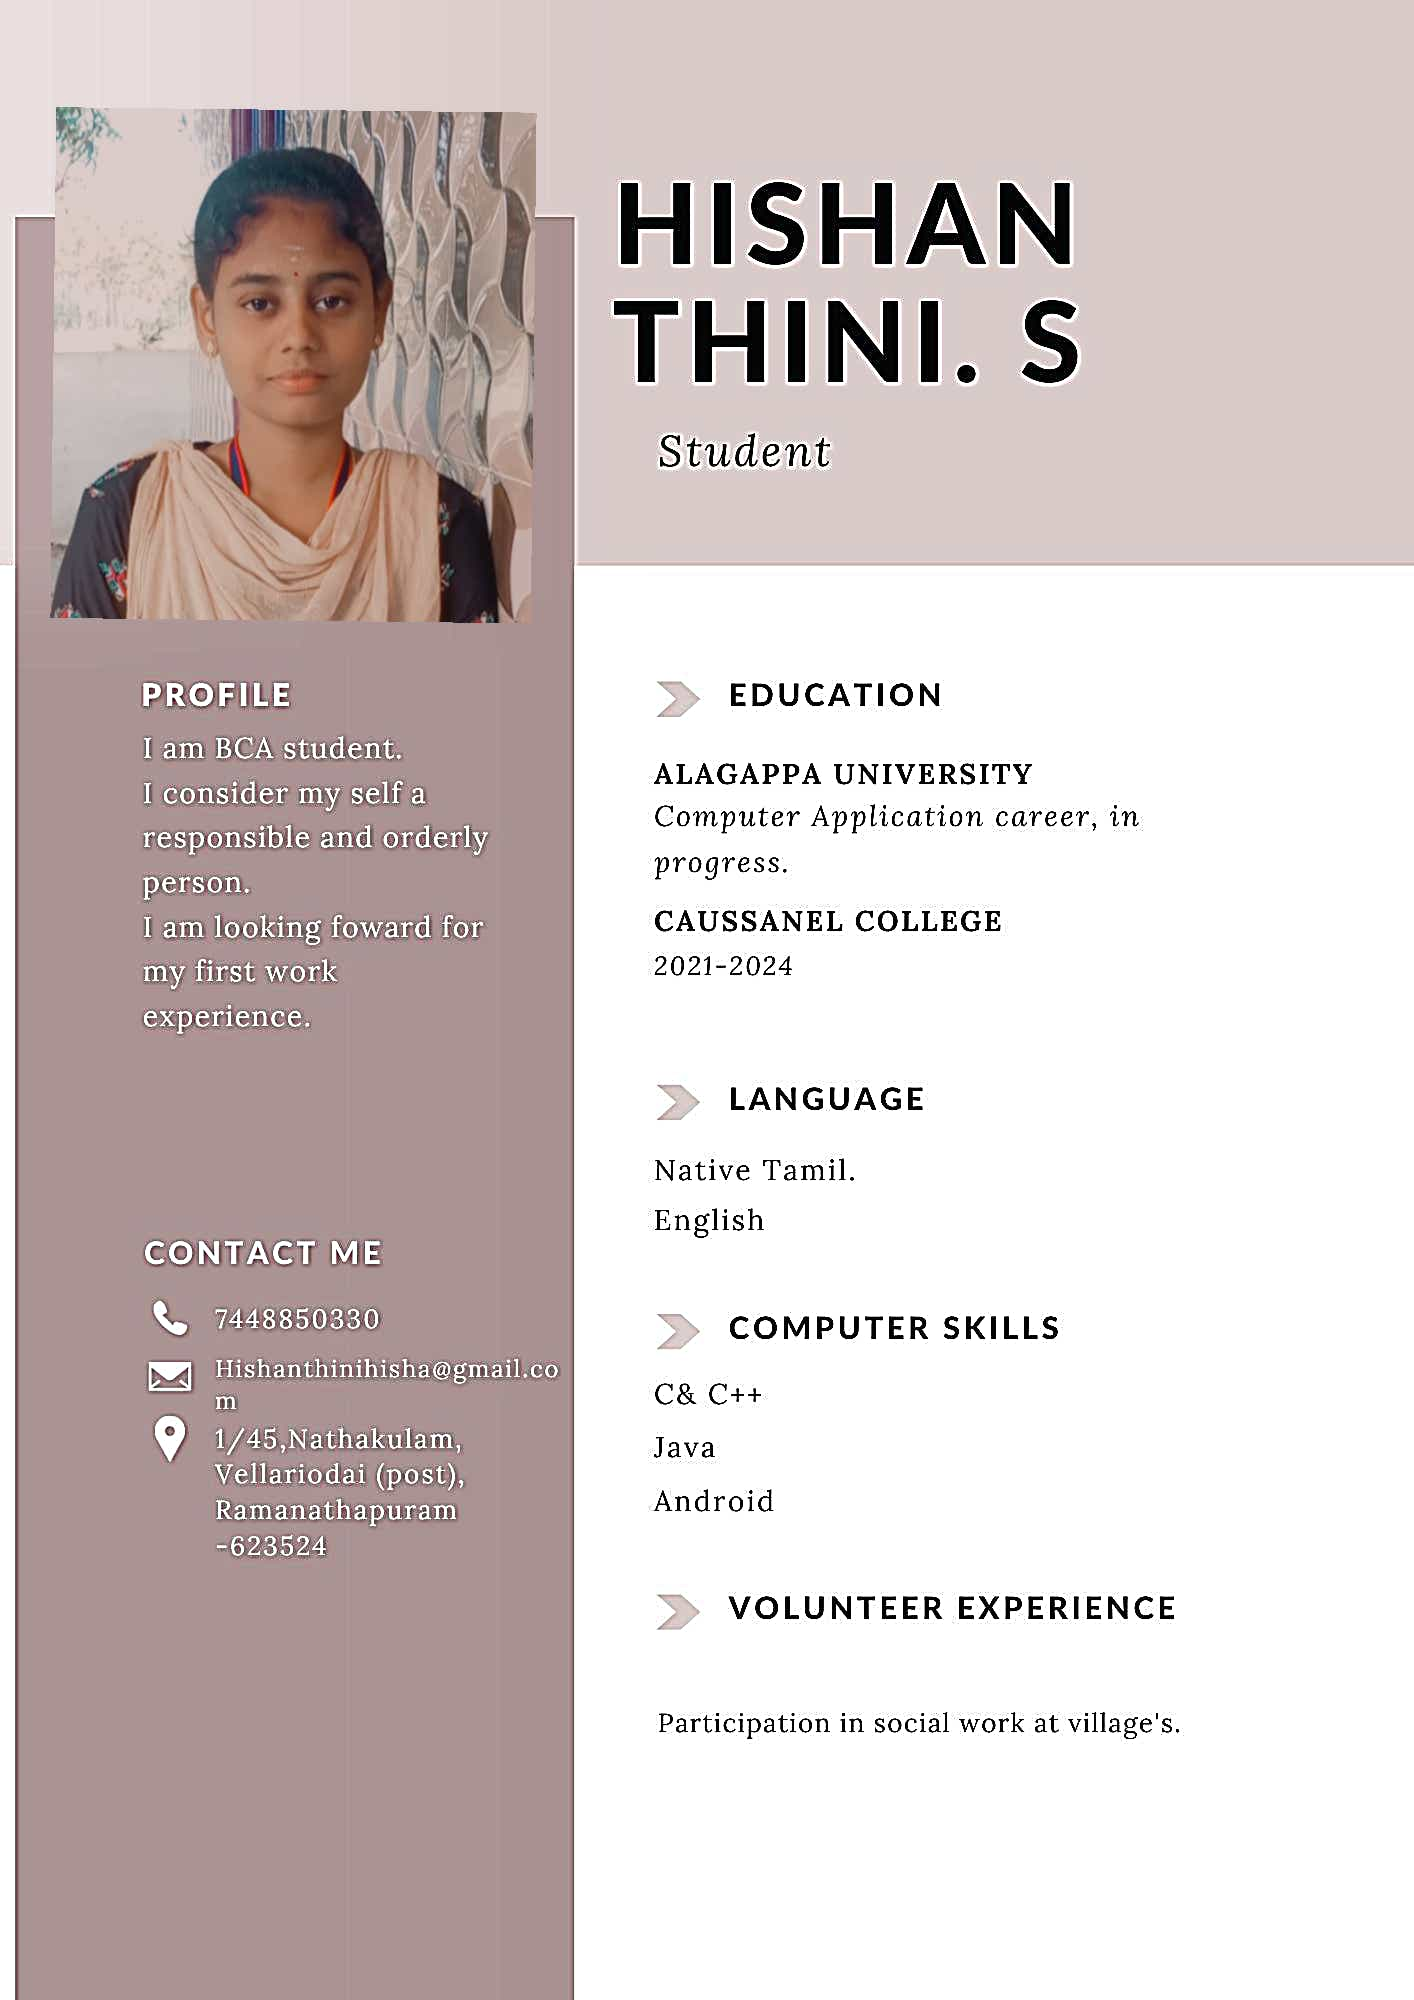 HISHAN
THINI. S
Student
PROFILE
I am BCA student.
I consider my self a
responsible and orderly
person.
I am looking foward for
my first work
experience.
CONTACT ME
7448850330
Hishanthinihisha@gmail.co
m
1/45,Nathakulam,
Vellariodai (post),
Ramanathapuram
-623524
EDUCATION
ALAGAPPA UNIVERSITY
Computer Application career, in
progress.
CAUSSANEL COLLEGE
2021-2024
LANGUAGE
Native Tamil.
English
COMPUTER SKILLS
C& C++
Java
Android
VOLUNTEER EXPERIENCE
Participation in social work at village's.